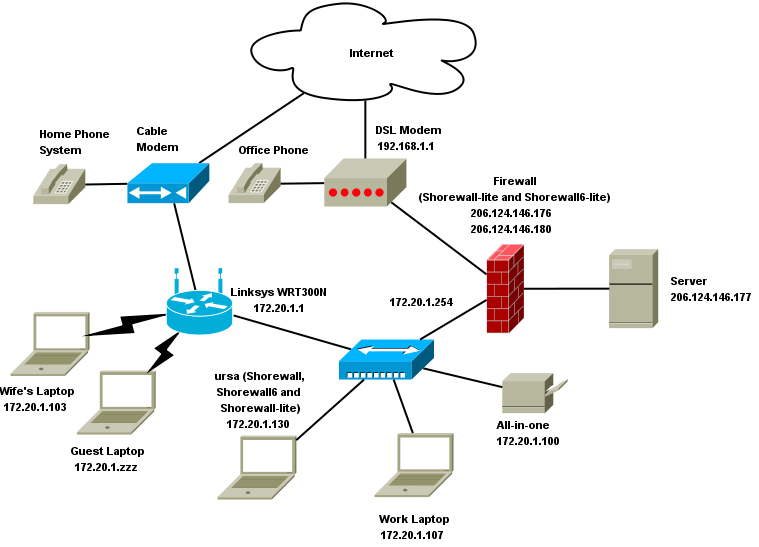 Internet
Home Phone
System
Cable
Modem
Office Phone
DSL Modem
192.168.1.1
Firewall
(Shorewall-lite and Shorewall6-lite)
206.124.146.176
206.124.146.180
Server
206.124.146.177
Linksys WRT300N
172.20.1.1
172.20.1.254
Wife's Laptop
172.20.1.103
Guest Laptop
172.20.1.zzz
ursa (Shorewall,
Shorewall6 and
Shorewall-lite)
172.20.1.130
All-in-one
172.20.1.100
Work Laptop
172.20.1.107